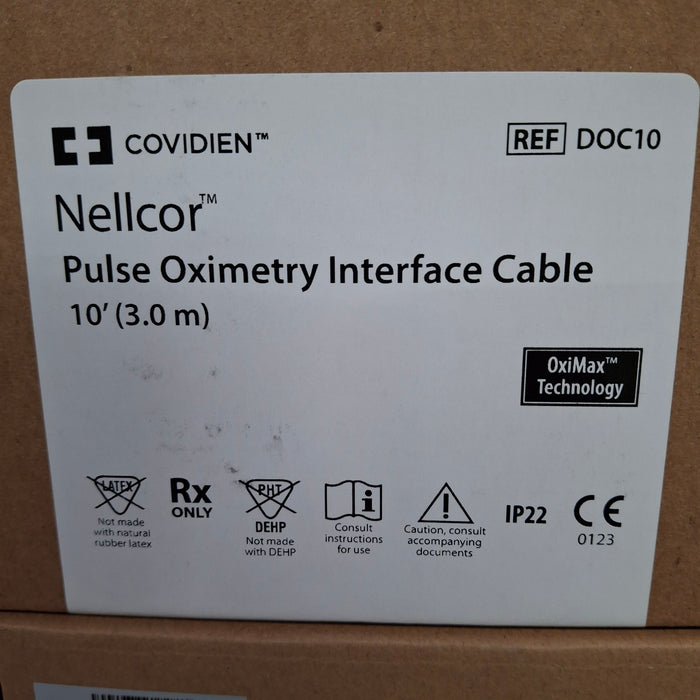 COVIDIEN™
REF DOC10
Nellcor™
Pulse Oximetry Interface Cable
10' (3.0 m)
OxiMax™
Technology
LATEX
Not made
with natural
rubber latex
Rx
ONLY
PHT
DEHP
Not made
with DEHP
i
Consult
instructions
for use
!
Caution, consult
accompanying
documents
IP22
CE
0123